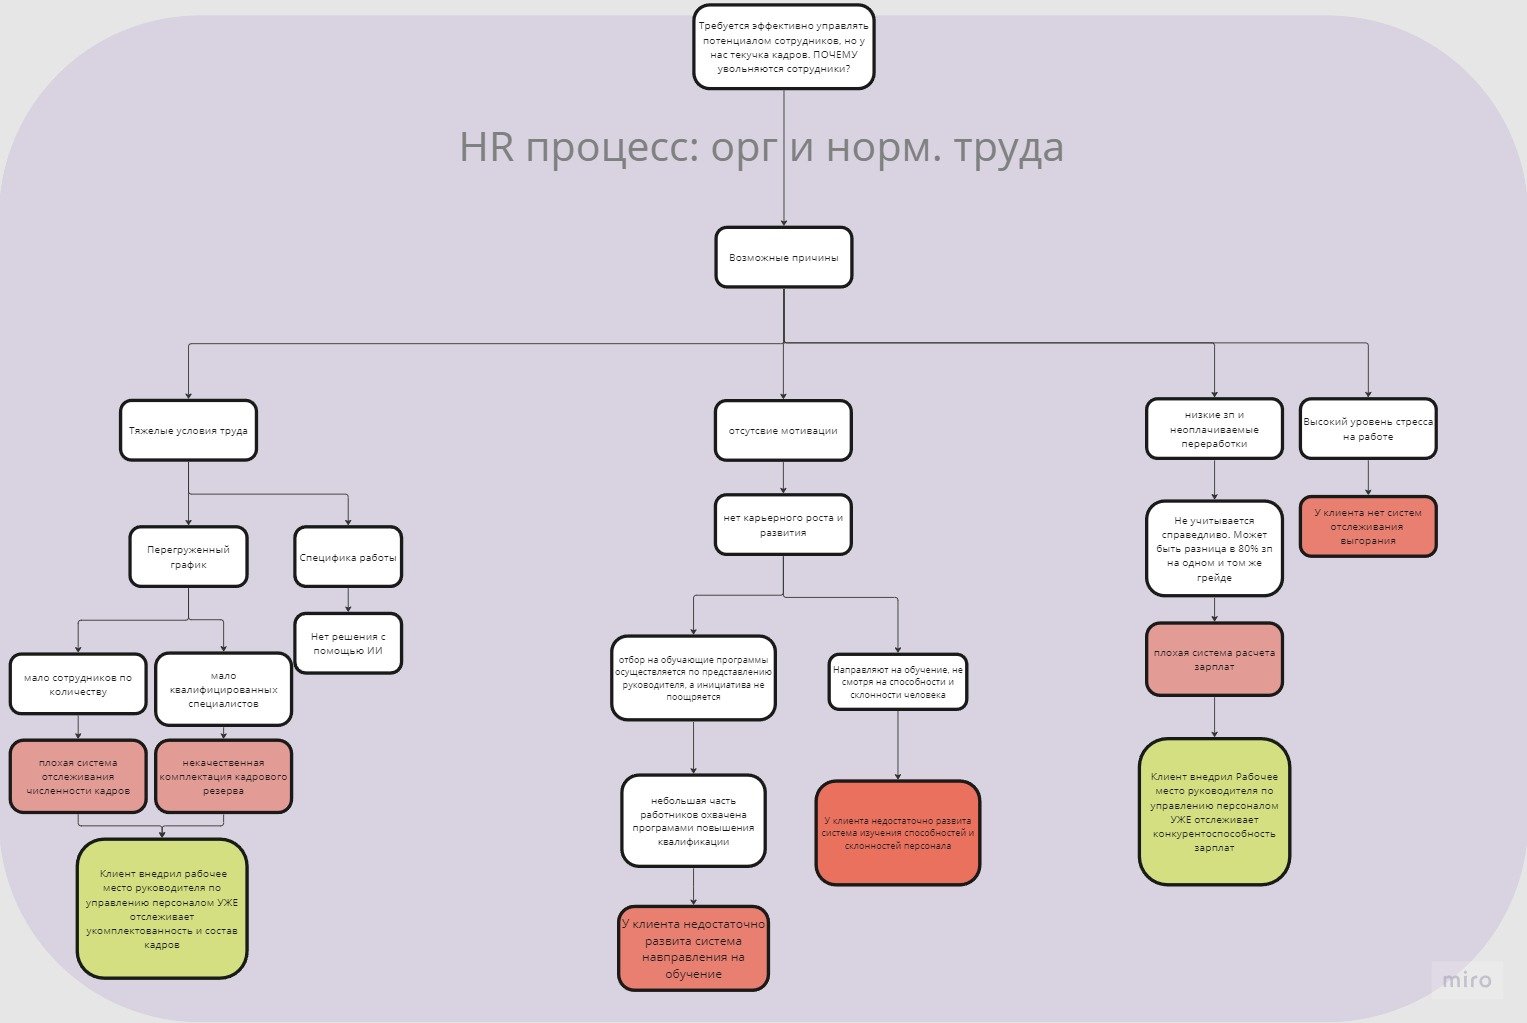 Требуется эффективно управлять
потенциалом сотрудников, но у
нас текучка кадров. ПОЧЕМУ
увольняются сотрудники?
HR процесс: орг и норм. труда
Возможные причины
Тяжелые условия труда
отсутсвие мотивации
низкие зп и
неоплачиваемые
переработки
Высокий уровень стресса
на работе
Перегруженный
график
Специфика работы
нет карьерного роста и
развития
Не учитывается
справедливо. Может
быть разница в 80% зп
на одном и том же
грейде
У клиента нет систем
отслеживания
выгорания
мало сотрудников по
количеству
мало
квалифицированных
специалистов
Нет решения с
помощью ИИ
отбор на обучающие программы
осуществляется по представлению
руководителя, а инициатива не
поощряется
Направляют на обучение, не
смотря на способности и
склонности человека
плохая система расчета
зарплат
плохая система
отслеживания
численности кадров
некачественная
комплектация кадрового
резерва
небольшая часть
работников охвачена
програмами повышения
квалификации
У клиента недостаточно развита
система изучения способностей и
склонностей персонала
Клиент внедрил Рабочее
место руководителя по
управлению персоналом
УЖЕ отслеживает
конкурентоспособность
зарплат
Клиент внедрил рабочее
место руководителя по
управлению персоналом УЖЕ
отслеживает
укомплектованность и состав
кадров
У клиента недостаточно
развита система
навправления на
обучение
miro